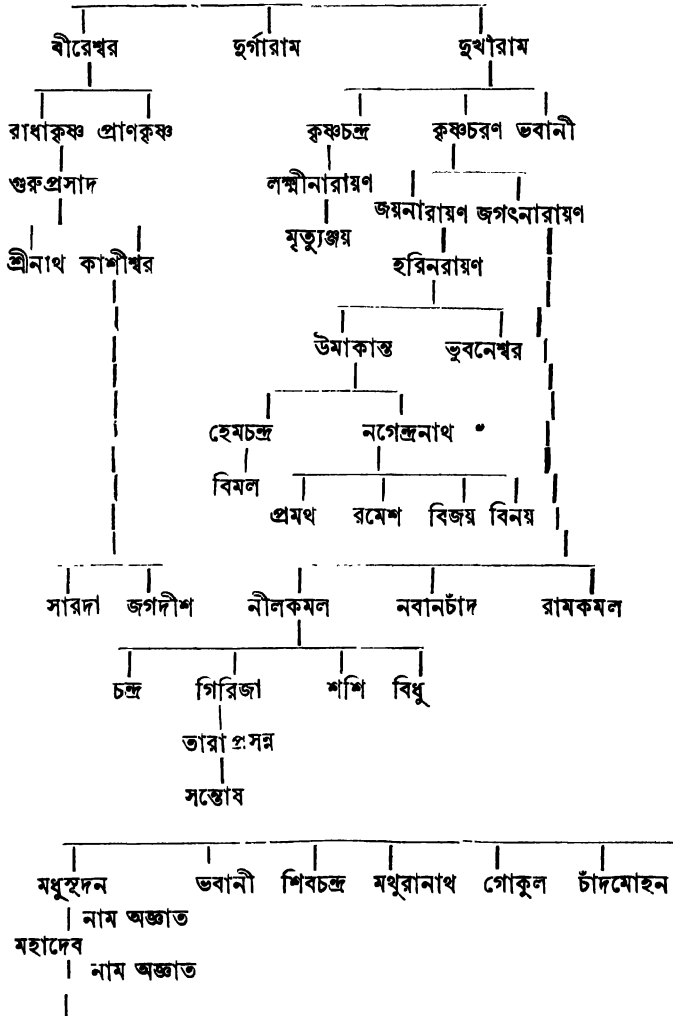 বীরেশ্বর দুর্গারাম দুখীরাম
রাধাকৃষ্ণ প্রাণকৃষ্ণ কৃষ্ণচন্দ্র কৃষ্ণচরণ ভবানী
গুরুপ্রসাদ লক্ষ্মীনারায়ণ
জয়নারায়ণ জগৎনারায়ণ
মৃত্যুঞ্জয়
শ্রীনাথ কাশীশ্বর হরিনরায়ণ
উমাকান্ত ভুবনেশ্বর
হেমচন্দ্র নগেন্দ্রনাথ
বিমল
প্রমথ রমেশ বিজয় বিনয়
সারদা জগদীশ নীলকমল নবানচাঁদ রামকমল
চন্দ্র গিরিজা শশি বিধু
তারাপ্রসন্ন
সন্তোষ
মধুসূদন ভবানী শিবচন্দ্র মথুরানাথ গোকুল চাঁদমোহন
নাম অজ্ঞাত
মহাদেব
নাম অজ্ঞাত